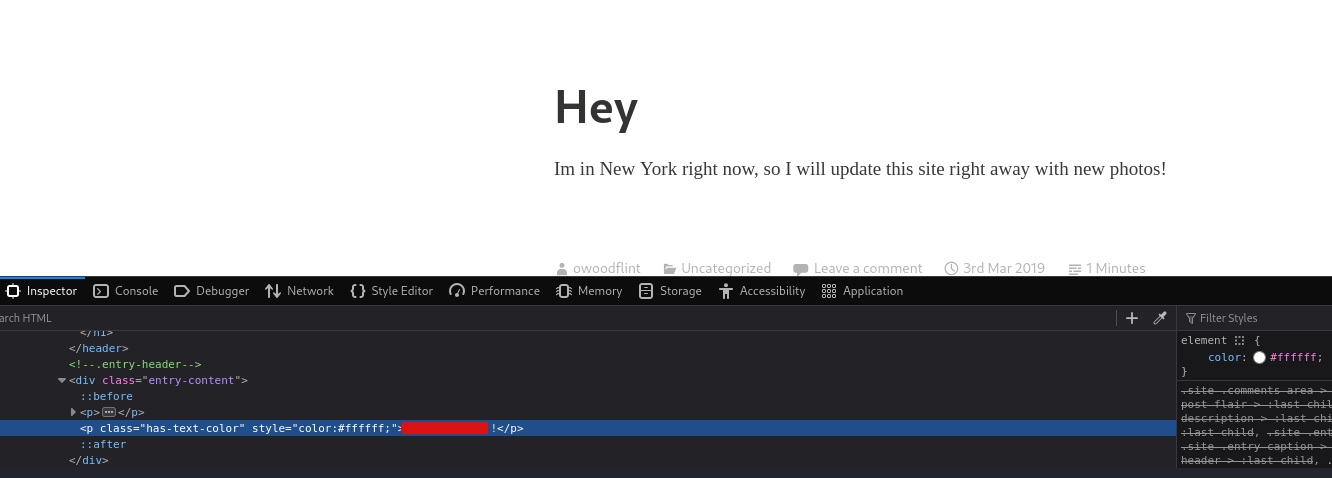 Hey
Im in New York right now, so I will update this site right away with new photos!
owoodflint Uncategorized Leave a comment 3rd Mar 2019 1 Minutes
Inspector Console Debugger Network Style Editor Performance Memory Storage Accessibility Application
arch HTML Filter Styles
</h1>
</header>
<!--.entry-header-->
<div class="entry-content">
::before
<p>⋯</p>
<p class="has-text-color" style="color:#ffffff;"> !</p>
::after
</div>
element {
color: #ffffff;
}
.site .comments-area >
post-flair > :last-chil
description > :last-chi
:last-child, .site .ent
.site .entry-caption >
header > :last-child, .